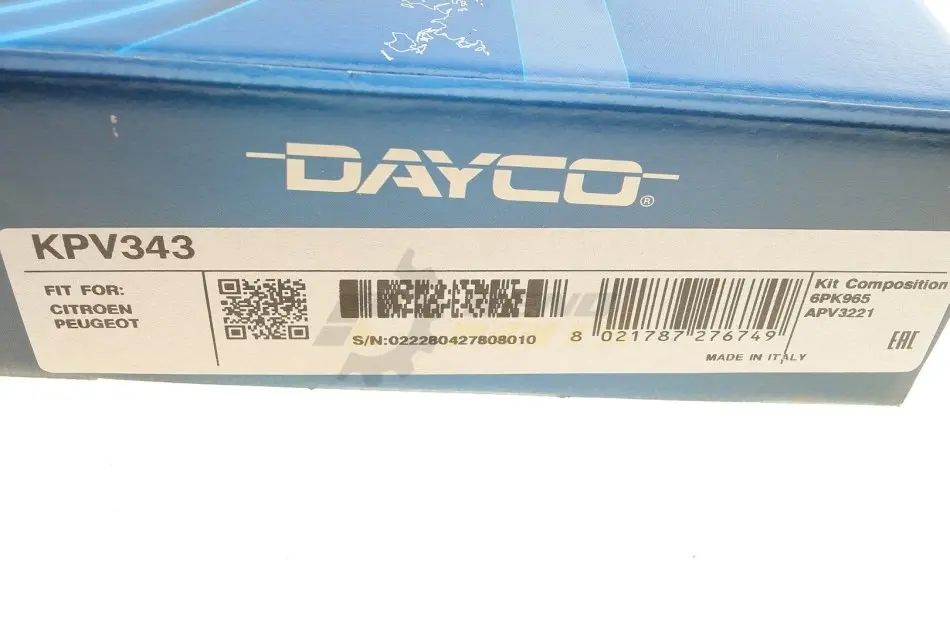 DAYCO®
KPV343
FIT FOR:
CITROEN
PEUGEOT
S/N:022280427808010
8 021787 276749
MADE IN ITALY
Kit Composition
6PK965
APV3221
EAC